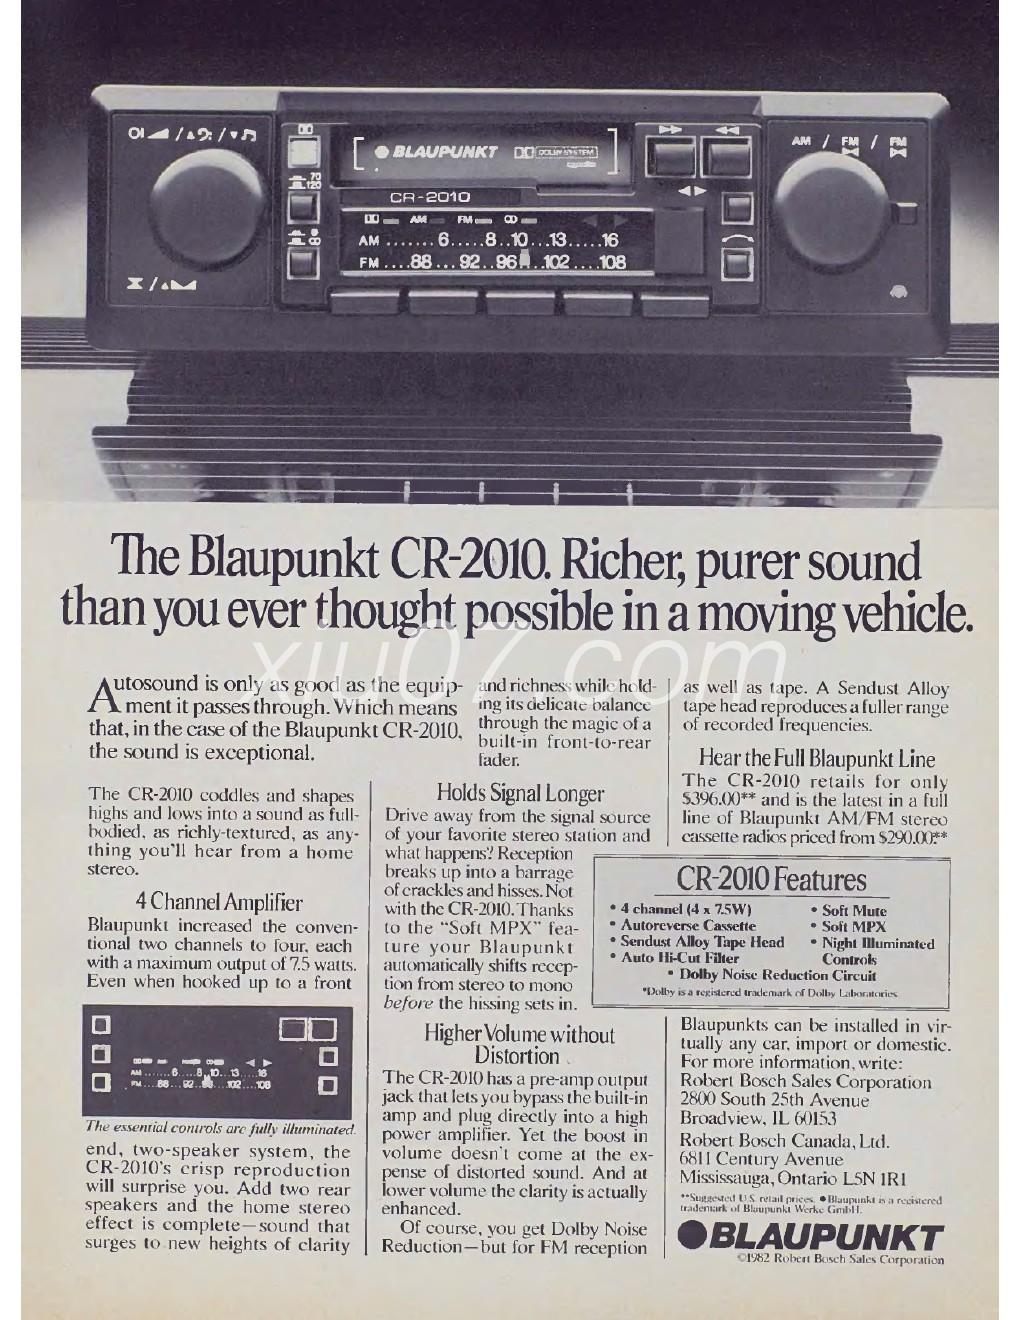 AM / FM / FM
70
120
BLAUPUNKT DOLBY SYSTEM
CR-2010
AM FM
AM ....... 6.....8..10...13.....16
FM ....88...92..96 ..102....108
The Blaupunkt CR-2010. Richer, purer sound
than you ever thought possible in a moving vehicle.
xiu07.com
Autosound is only as good as the equip-
ment it passes through. Which means
that, in the case of the Blaupunkt CR-2010,
the sound is exceptional.
The CR-2010 coddles and shapes
highs and lows into a sound as full-
bodied, as richly-textured, as any-
thing you'll hear from a home
stereo.
4 Channel Amplifier
Blaupunkt increased the conven-
tional two channels to four, each
with a maximum output of 7.5 watts.
Even when hooked up to a front
AM.......6.....8..10...13.....16
FM....88...92..98...102....108
The essential controls are fully illuminated.
end, two-speaker system, the
CR-2010's crisp reproduction
will surprise you. Add two rear
speakers and the home stereo
effect is complete—sound that
surges to new heights of clarity
and richness while hold-
ing its delicate balance
through the magic of a
built-in front-to-rear
fader.
Holds Signal Longer
Drive away from the signal source
of your favorite stereo station and
what happens? Reception
breaks up into a barrage
of crackles and hisses. Not
with the CR-2010. Thanks
to the "Soft MPX" fea-
ture your Blaupunkt
automatically shifts recep-
tion from stereo to mono
before the hissing sets in.
Higher Volume without
Distortion
The CR-2010 has a pre-amp output
jack that lets you bypass the built-in
amp and plug directly into a high
power amplifier. Yet the boost in
volume doesn't come at the ex-
pense of distorted sound. And at
lower volume the clarity is actually
enhanced.
Of course, you get Dolby Noise
Reduction—but for FM reception
as well as tape. A Sendust Alloy
tape head reproduces a fuller range
of recorded frequencies.
Hear the Full Blaupunkt Line
The CR-2010 retails for only
$396.00** and is the latest in a full
line of Blaupunkt AM/FM stereo
cassette radios priced from $290.00**
CR-2010 Features
• 4 channel (4 x 7.5W)
• Autoreverse Cassette
• Sendust Alloy Tape Head
• Auto Hi-Cut Filter
• Soft Mute
• Soft MPX
• Night Illuminated
Controls
• Dolby Noise Reduction Circuit
*Dolby is a registered trademark of Dolby Laboratories.
Blaupunkts can be installed in vir-
tually any car, import or domestic.
For more information, write:
Robert Bosch Sales Corporation
2800 South 25th Avenue
Broadview, IL 60153
Robert Bosch Canada, Ltd.
6811 Century Avenue
Mississauga, Ontario L5N 1R1
**Suggested U.S. retail prices. ●Blaupunkt is a registered
trademark of Blaupunkt Werke GmbH.
BLAUPUNKT
©1982 Robert Bosch Sales Corporation